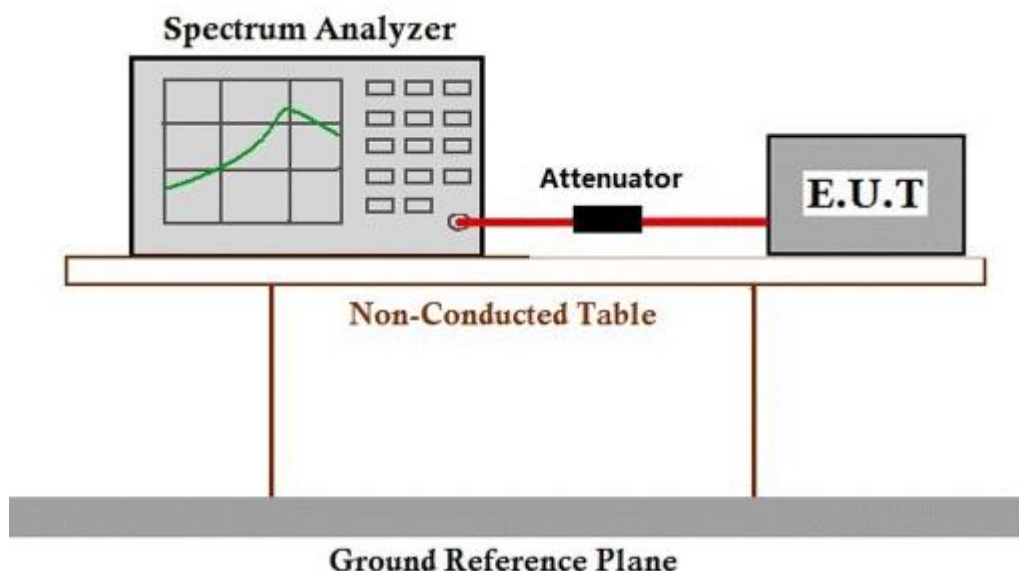 Spectrum Analyzer
Attenuator
E.U.T
Non-Conducted Table
Ground Reference Plane